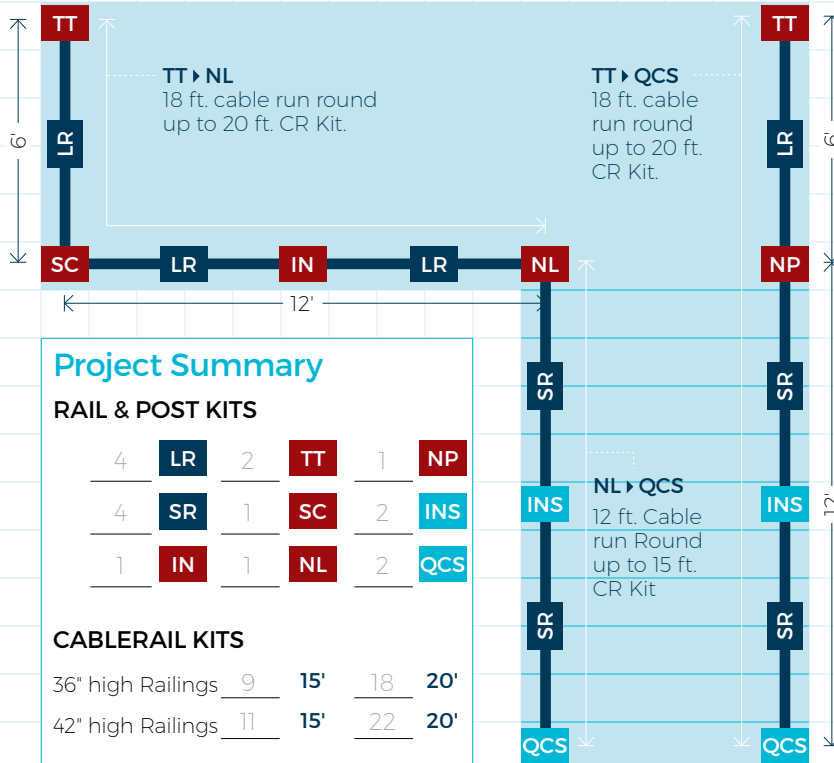 TT
TT
TT ▸ NL
18 ft. cable run round
up to 20 ft. CR Kit.
TT ▸ QCS
18 ft. cable
run round
up to 20 ft.
CR Kit.
6'
LR
LR
6'
SC
LR
IN
LR
NL
NP
12'
Project Summary
RAIL & POST KITS
4 LR 2 TT 1 NP
4 SR 1 SC 2 INS
1 IN 1 NL 2 QCS
CABLERAIL KITS
36" high Railings 9 15' 18 20'
42" high Railings 11 15' 22 20'
SR
SR
NL ▸ QCS
12 ft. Cable
run Round
up to 15 ft.
CR Kit
INS
INS
12'
SR
SR
QCS
QCS